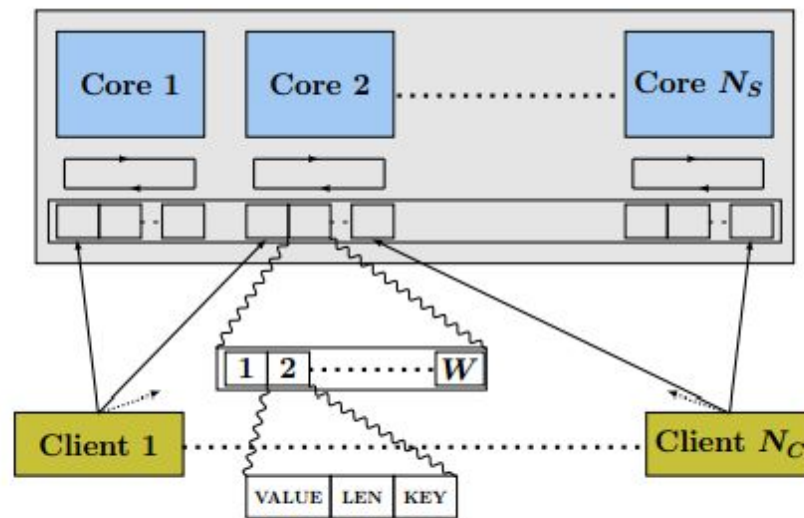 Core 1 Core 2 Core N_S
1 2 W
Client 1 Client N_C
VALUE LEN KEY